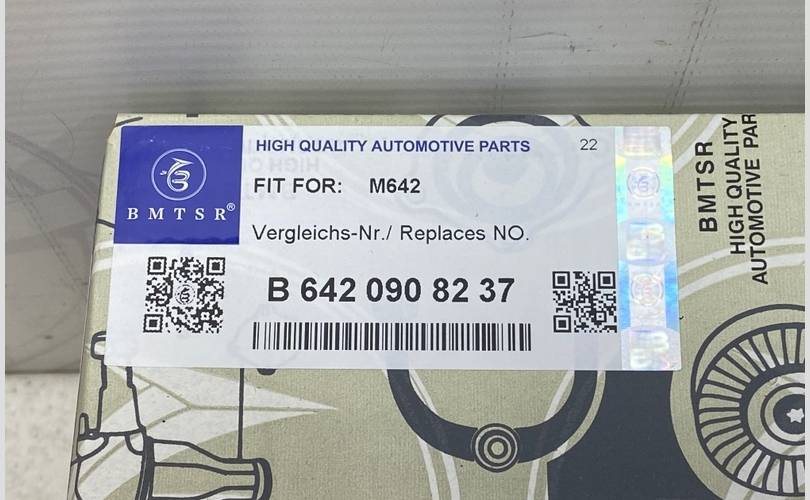 HIGH QUALITY AUTOMOTIVE PARTS 22
FIT FOR: M642
BMTSR®
Vergleichs-Nr./ Replaces NO.
B 642 090 82 37
BMTSR
HIGH QUALITY
AUTOMOTIVE PAR